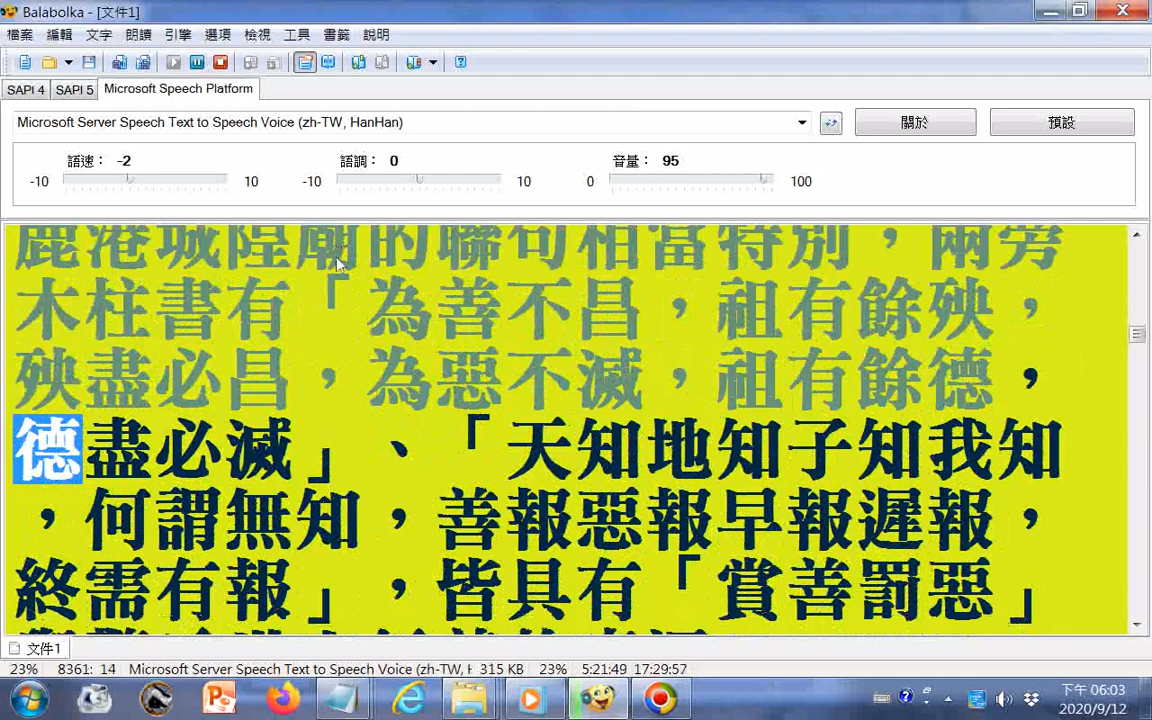 Balabolka - [文件1]
檔案 編輯 文字 朗讀 引擎 選項 檢視 工具 書籤 說明
SAPI 4 SAPI 5 Microsoft Speech Platform
Microsoft Server Speech Text to Speech Voice (zh-TW, HanHan) 關於 預設
語速： -2 語調： 0 音量： 95
-10 10 -10 10 0 100
鹿港城隍廟的聯句相當特別，兩旁
木柱書有「為善不昌，祖有餘殃，
殃盡必昌，為惡不滅，祖有餘德，
德盡必滅」、「天知地知子知我知
，何謂無知，善報惡報早報遲報，
終需有報」，皆具有「賞善罰惡」
文件1
23% 8361: 14 Microsoft Server Speech Text to Speech Voice (zh-TW, H 315 KB 23% 5:21:49 17:29:57
下午 06:03
2020/9/12